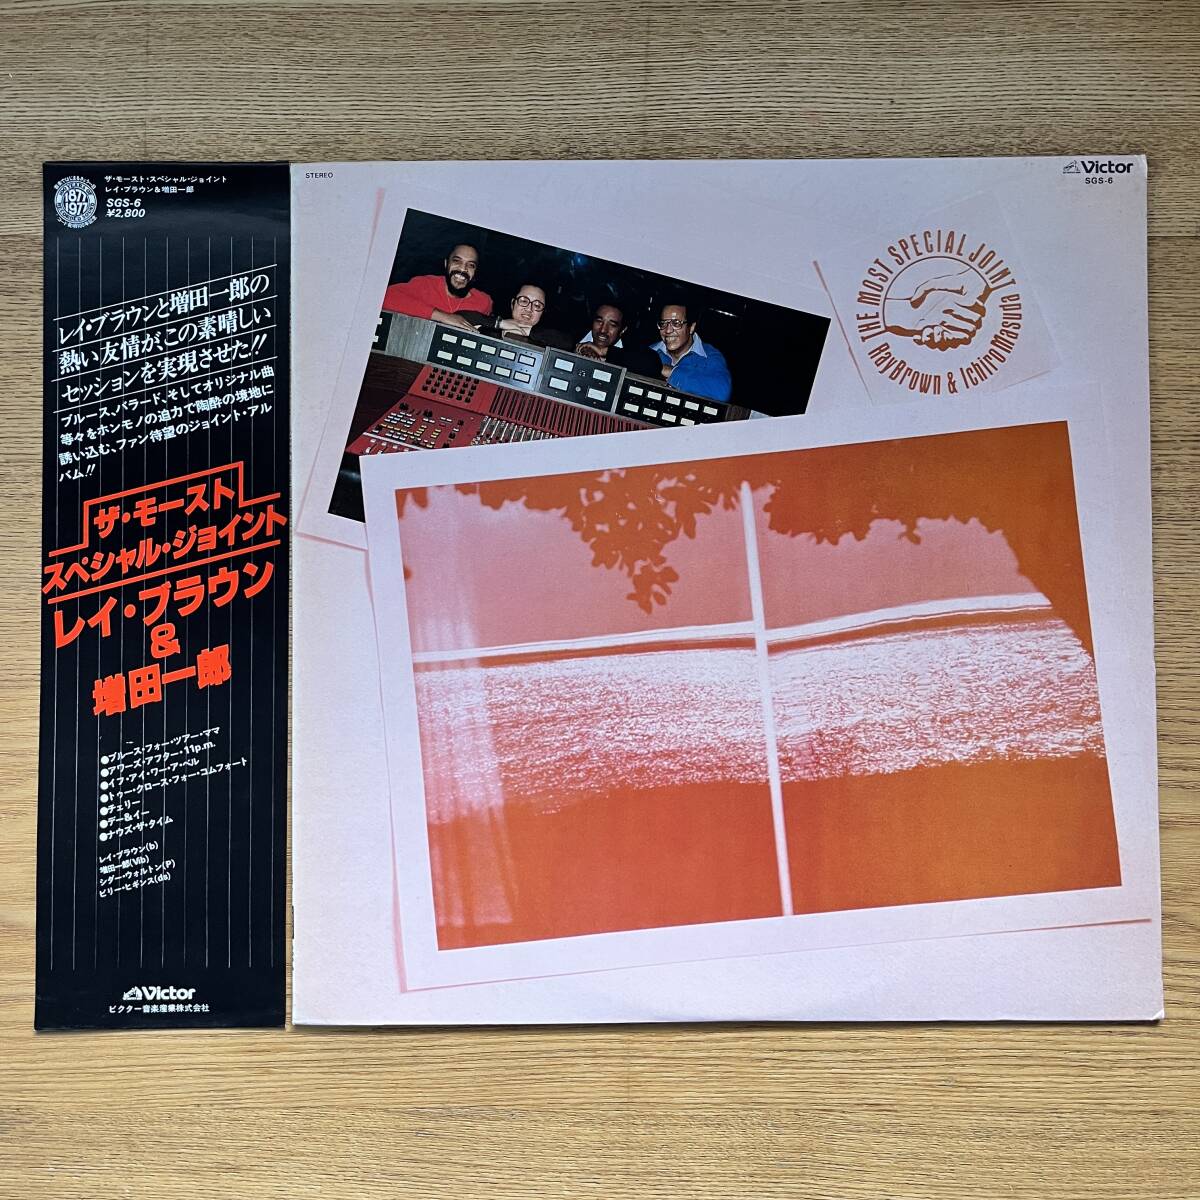 1877
1977
ザ・モースト・スペシャル・ジョイント
レイ・ブラウン&増田一郎
SGS-6
¥2,800
レイ・ブラウンと増田一郎の
熱い友情が、この素晴しい
セッションを実現させた!!
ブルース、バラード、そしてオリジナル曲
等々をホンモノの迫力で陶酔の境地に
誘い込む、ファン待望のジョイント・アル
バム!!
ザ・モースト
スペシャル・ジョイント
レイ・ブラウン
&
増田一郎
●ブルース・フォー・ツアー・ママ
●アワーズ・アフター・11p.m.
●イフ・アイ・ワー・ア・ベル
●トゥー・クロース・フォー・コムフォート
●チェリー
●デー&イー
●ナウズ・ザ・タイム
レイ・ブラウン(b)
増田一郎(Vib)
シダー・ウォルトン(P)
ビリー・ヒギンス(ds)
Victor
ビクター音楽産業株式会社
STEREO
Victor
SGS-6
THE MOST SPECIAL JOINT
Ray Brown & Ichiro Masuda